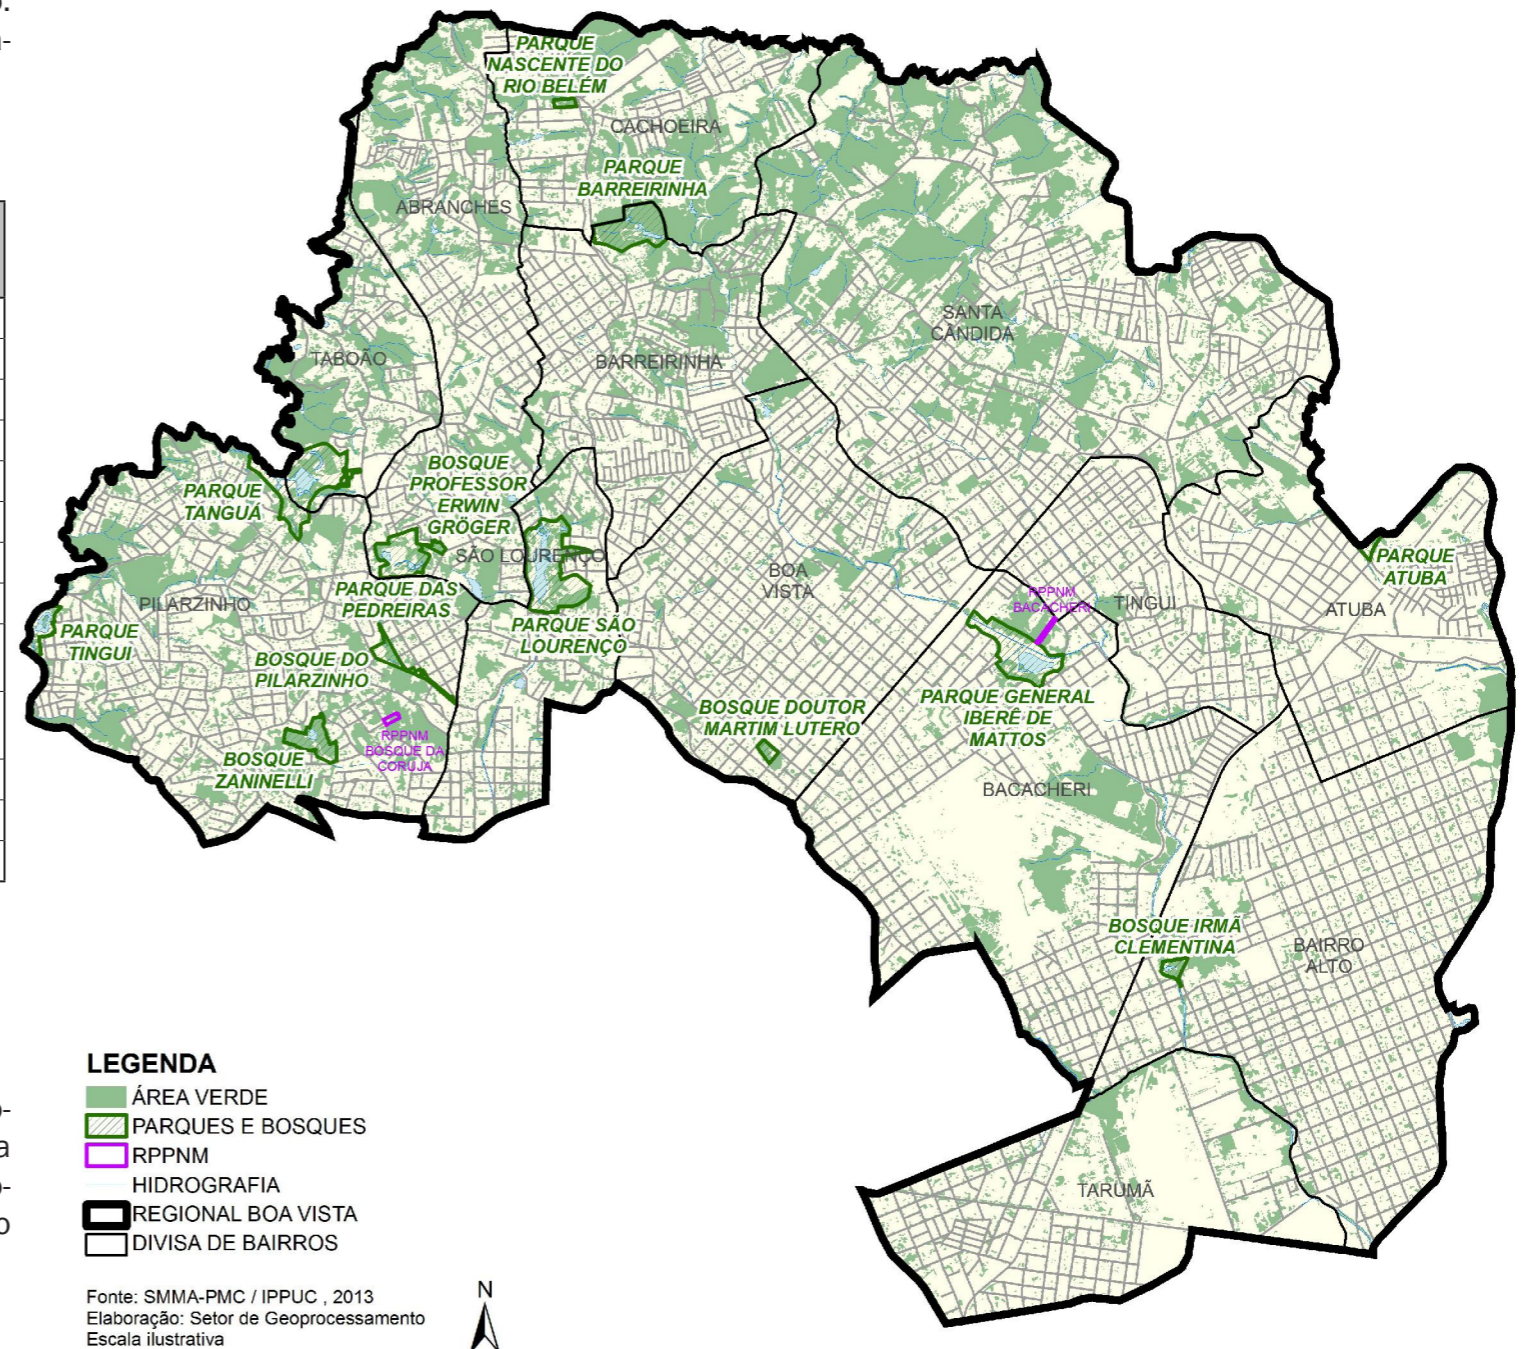 PARQUE
NASCENTE DO
RIO BELÉM
CACHOEIRA
PARQUE
BARREIRINHA
ABRANCHES
SANTA
CÂNDIDA
TABOÃO
BARREIRINHA
BOSQUE
PROFESSOR
ERWIN
GRÖGER
PARQUE
TANGUÁ
SÃO LOURENÇO
PARQUE
ATUBA
BOA
VISTA
PARQUE DAS
PEDREIRAS
PILARZINHO
RPPNM
BACACHERI
TINGUI
ATUBA
PARQUE
TINGUI
PARQUE SÃO
LOURENÇO
BOSQUE DO
PILARZINHO
BOSQUE DOUTOR
MARTIM LUTERO
PARQUE GENERAL
IBERÊ DE
MATTOS
RPPNM
BOSQUE DA
CORUJA
BOSQUE
ZANINELLI
BACACHERI
BOSQUE IRMÃ
CLEMENTINA
BAIRRO
ALTO
TARUMÃ
LEGENDA
ÁREA VERDE
PARQUES E BOSQUES
RPPNM
HIDROGRAFIA
REGIONAL BOA VISTA
DIVISA DE BAIRROS
Fonte: SMMA-PMC / IPPUC , 2013
Elaboração: Setor de Geoprocessamento
Escala ilustrativa
N